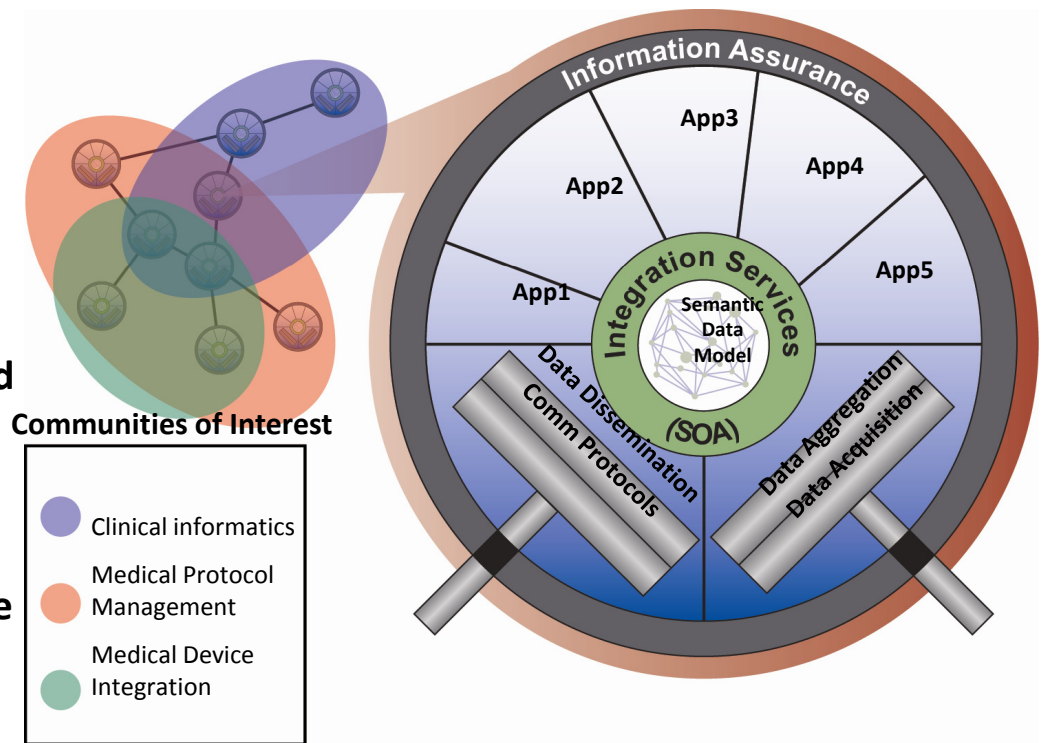 Information Assurance
App3
App4
App2
App5
App1
Integration Services
Semantic
Data
Model
(SOA)
Data Dissemination
Comm Protocols
Data Aggregation
Data Acquisition
d
Communities of Interest
Clinical informatics
Medical Protocol
Management
e
Medical Device
Integration